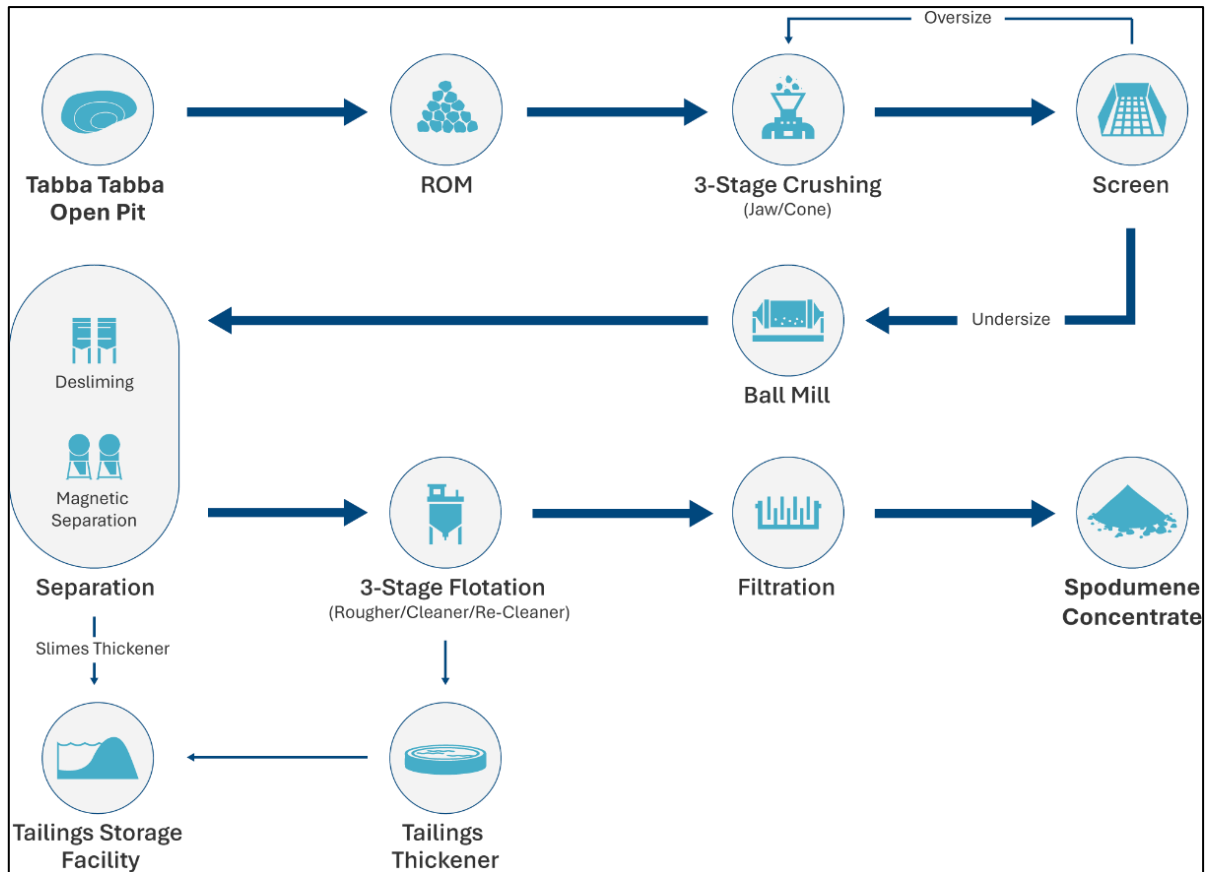 Oversize
Tabba Tabba
Open Pit
ROM
3-Stage Crushing
(Jaw/Cone)
Screen
Undersize
Ball Mill
Desliming
Magnetic
Separation
Separation
3-Stage Flotation
(Rougher/Cleaner/Re-Cleaner)
Filtration
Spodumene
Concentrate
Slimes Thickener
Tailings Storage
Facility
Tailings
Thickener